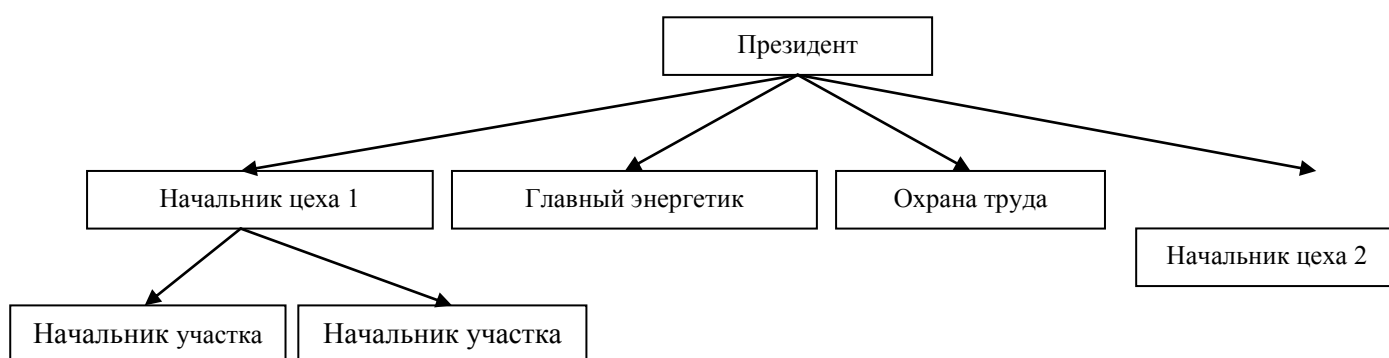 Президент
Начальник цеха 1
Главный энергетик
Охрана труда
Начальник цеха 2
Начальник участка
Начальник участка